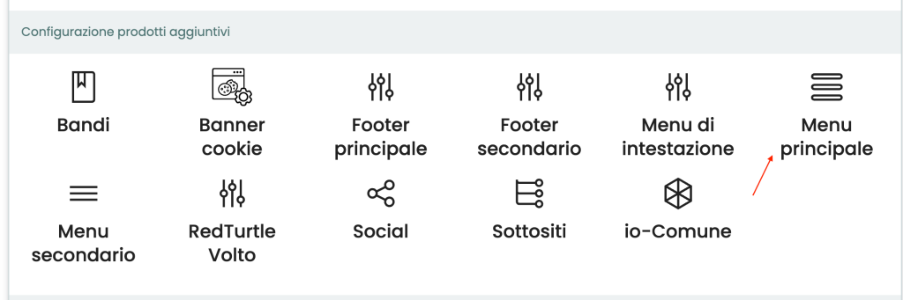 Configurazione prodotti aggiuntivi
Bandi
Banner
cookie
Footer
principale
Footer
secondario
Menu di
intestazione
Menu
principale
Menu
secondario
RedTurtle
Volto
Social
Sottositi
io-Comune